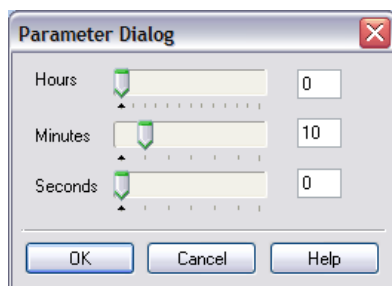 Parameter Dialog
Hours 0
Minutes 10
Seconds 0
OK Cancel Help